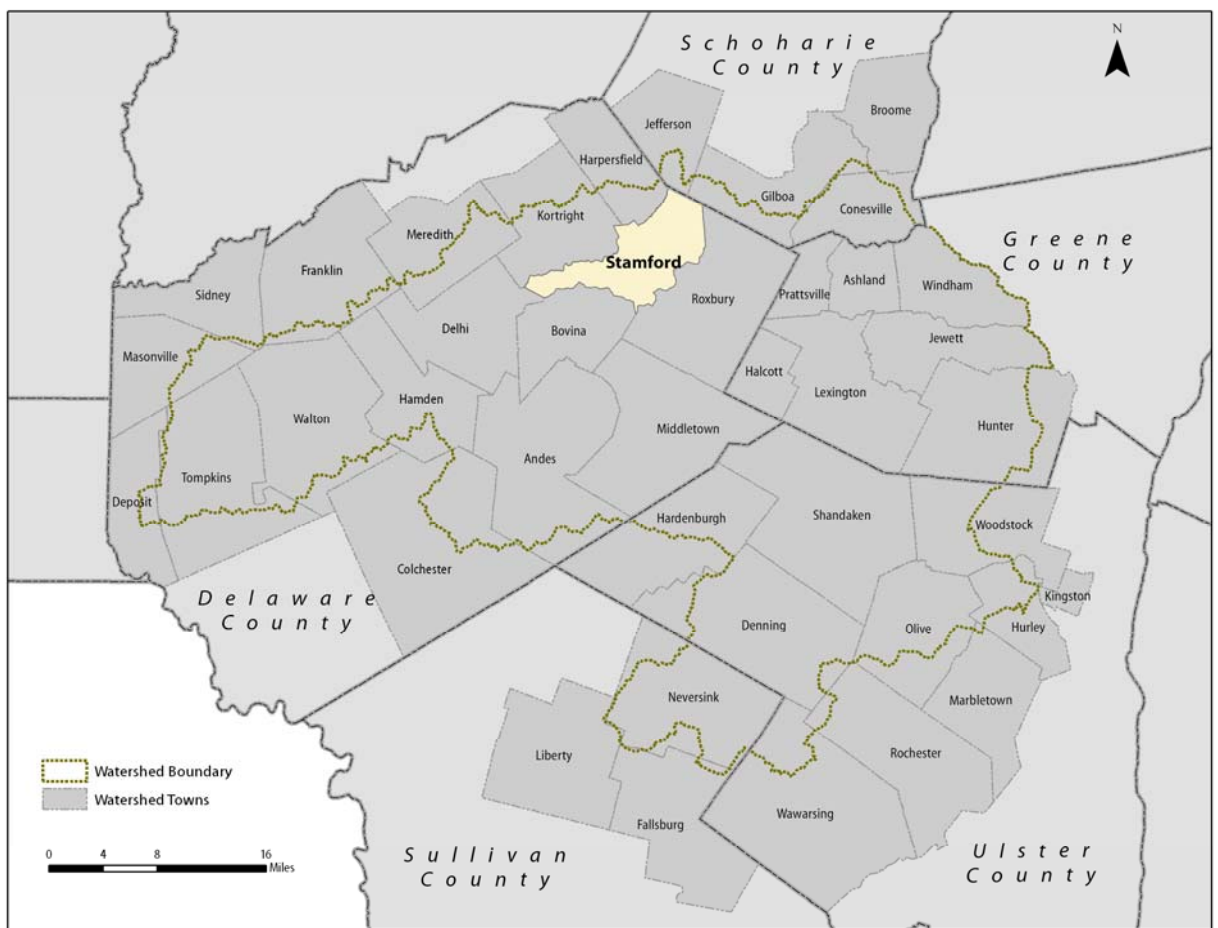 Schoharie
County
N
Broome
Jefferson
Harpersfield
Gilboa
Conesville
Kortright
Meredith
Greene
County
Stamford
Franklin
Sidney
Roxbury
Prattsville
Ashland
Windham
Delhi
Bovina
Jewett
Masonville
Halcott
Lexington
Hamden
Walton
Middletown
Hunter
Andes
Tompkins
Deposit
Hardenburgh
Shandaken
Woodstock
Colchester
Delaware
County
Kingston
Denning
Olive
Hurley
Neversink
Marbletown
Liberty
Rochester
Watershed Boundary
Watershed Towns
Wawarsing
Fallsburg
0 4 8 16
Miles
Sullivan
County
Ulster
County